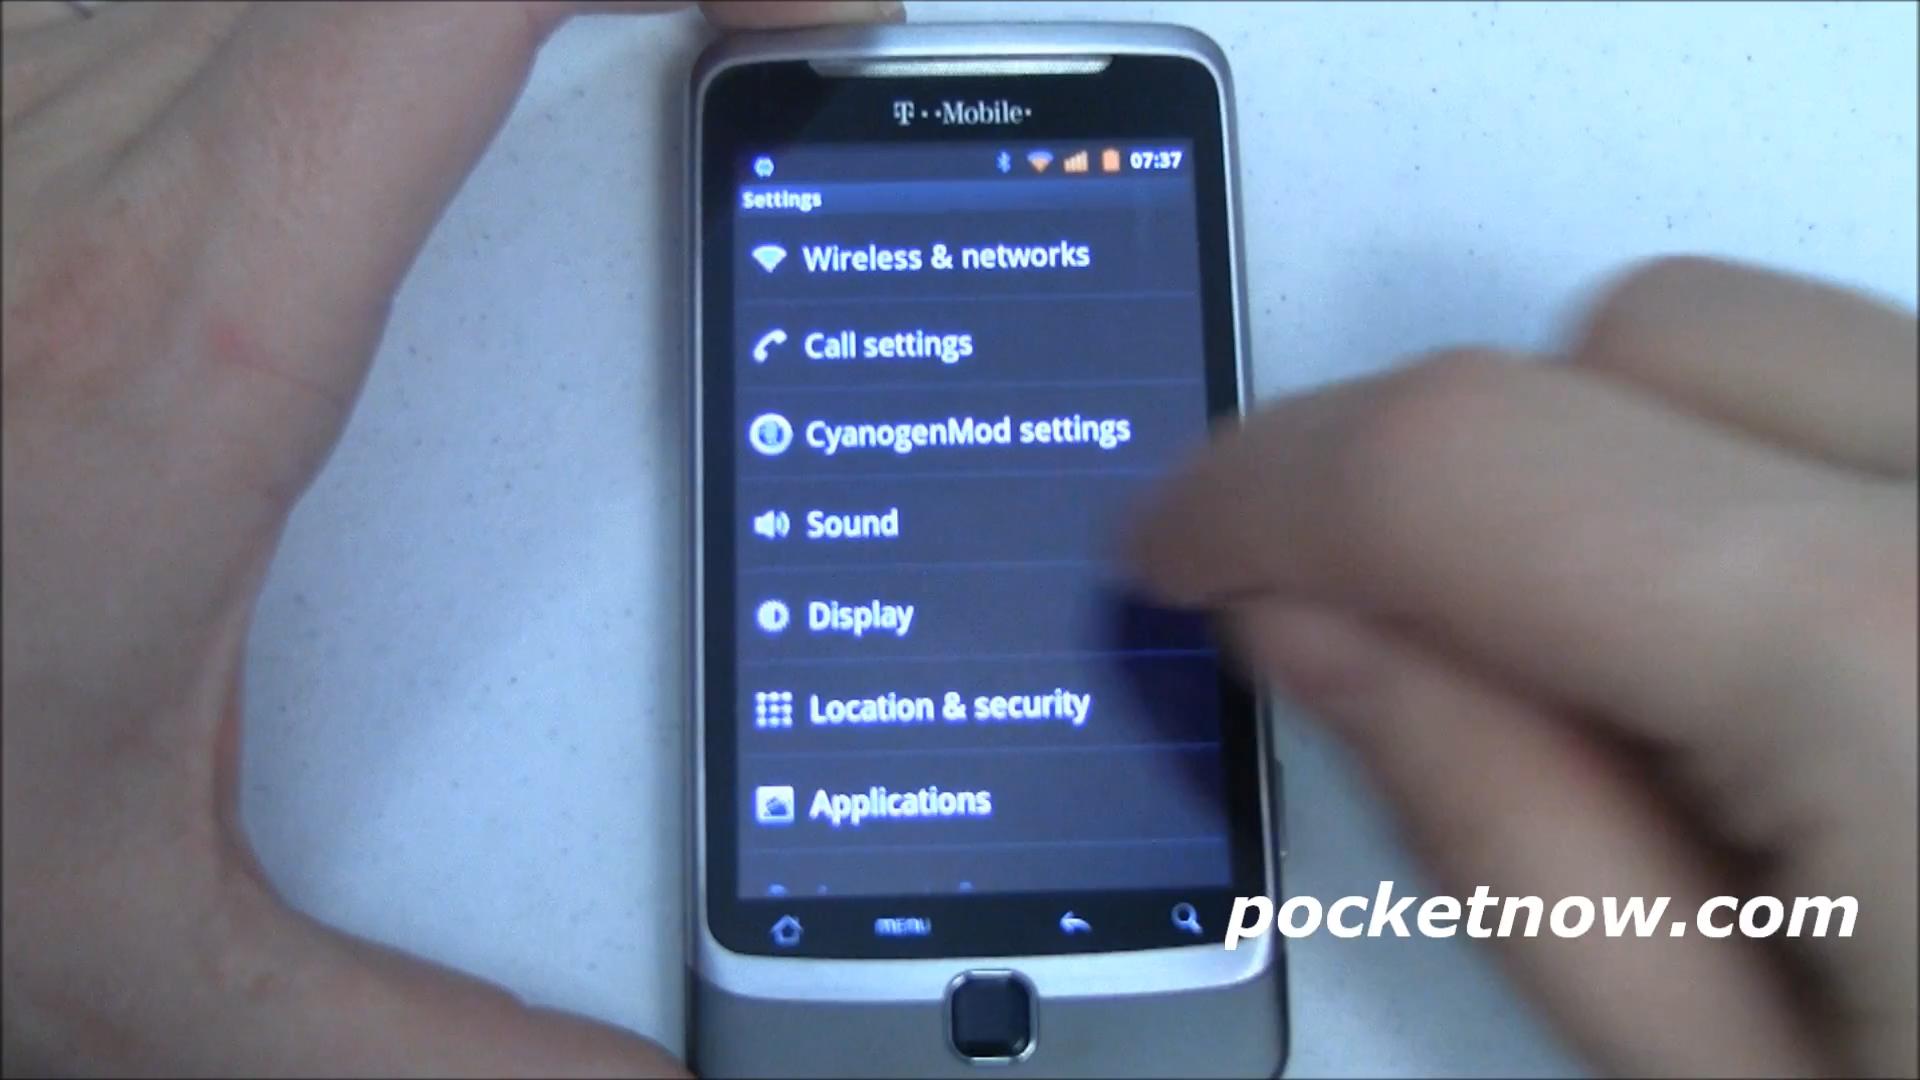 T··Mobile·
07:37
Settings
Wireless & networks
Call settings
CyanogenMod settings
Sound
Display
Location & security
Applications
MENU
pocketnow.com